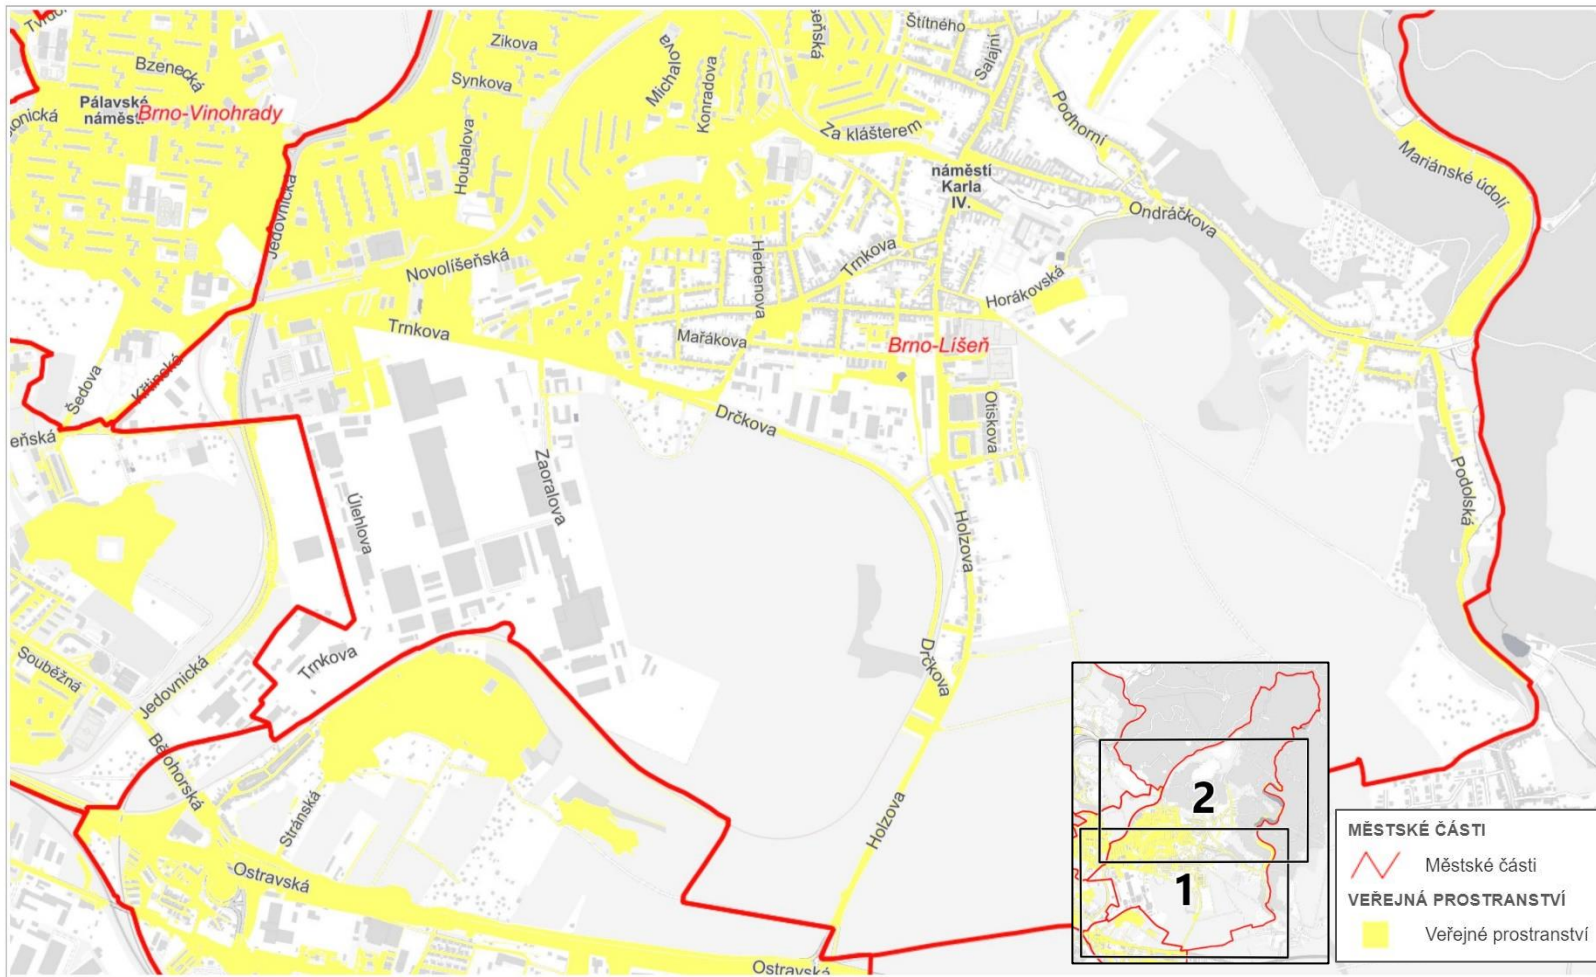 Štítného
Zikova
Salajní
Bzenecká
Synkova
Michalova
Konradova
Pálavské
náměstí
Brno-Vinohrady
Podhorní
Za klášterem
Houbalova
Mariánské údolí
náměstí
Karla
IV.
Jedovnická
Ondráčkova
Novolíšeňská
Herbenova
Trnkova
Horákovská
Trnkova
Mařákova
Brno-Líšeň
Šedova
Křtinská
Otiskova
Drčkova
eňská
Zaoralova
Podolská
Úlehlova
Holzova
Souběžná
Trnkova
Drčkova
Jedovnická
Bělohorská
Stránská
Holzova
Ostravská
Ostravská
2
1
MĚSTSKÉ ČÁSTI
Městské části
VEŘEJNÁ PROSTRANSTVÍ
Veřejné prostranství